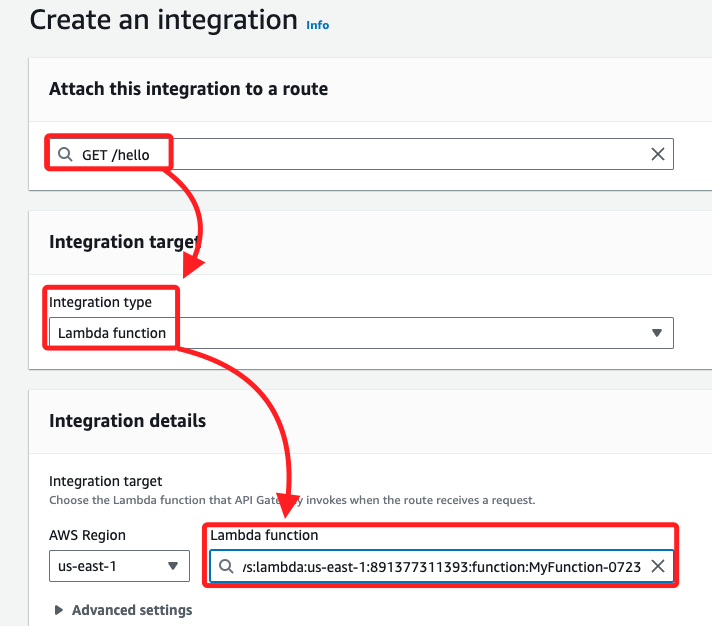 Create an integration Info
Attach this integration to a route
GET /hello
Integration target
Integration type
Lambda function
Integration details
Integration target
Choose the Lambda function that API Gateway invokes when the route receives a request.
AWS Region
Lambda function
us-east-1
s:lambda:us-east-1:891377311393:function:MyFunction-0723
Advanced settings